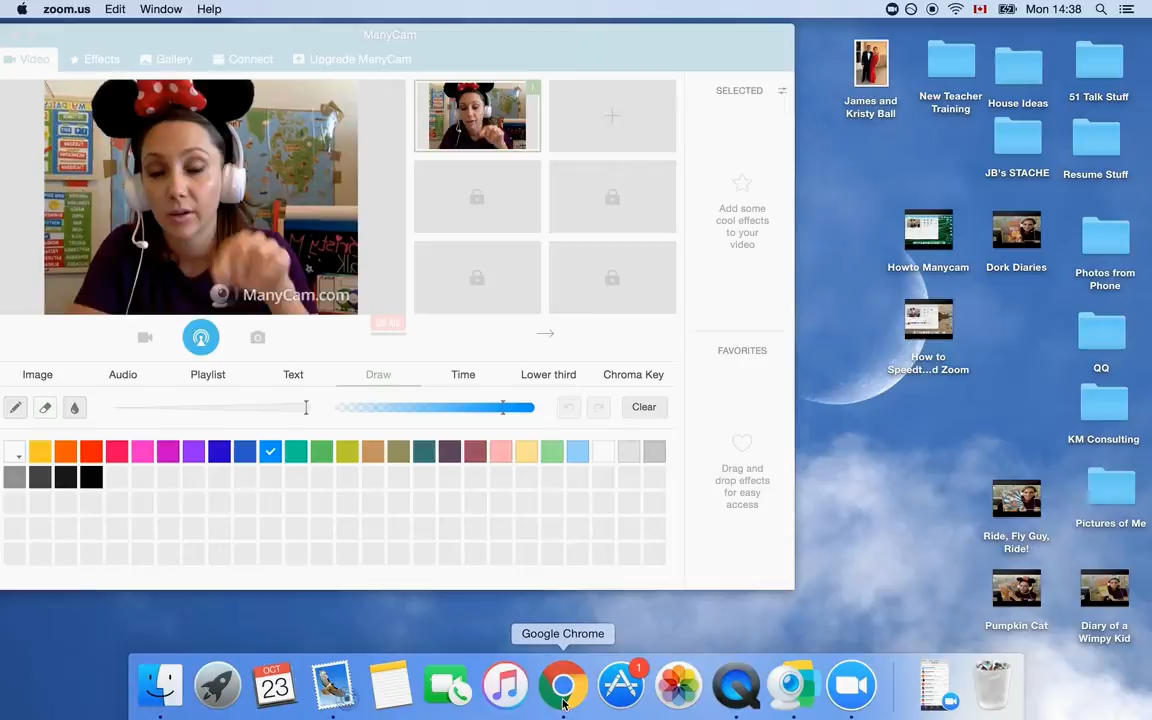 zoom.us Edit Window Help
Mon 14:38
ManyCam
Video Effects Gallery Connect Upgrade ManyCam
ManyCam.com
ON AIR
SELECTED
Add some
cool effects
to your
video
FAVORITES
Drag and
drop effects
for easy
access
Image Audio Playlist Text Draw Time Lower third Chroma Key
Clear
James and
Kristy Ball
New Teacher
Training
House Ideas
51 Talk Stuff
JB's STACHE
Resume Stuff
Howto Manycam
Dork Diaries
Photos from
Phone
How to
Speedt...d Zoom
QQ
KM Consulting
Ride, Fly Guy,
Ride!
Pictures of Me
Pumpkin Cat
Diary of a
Wimpy Kid
Google Chrome
OCT
23
1